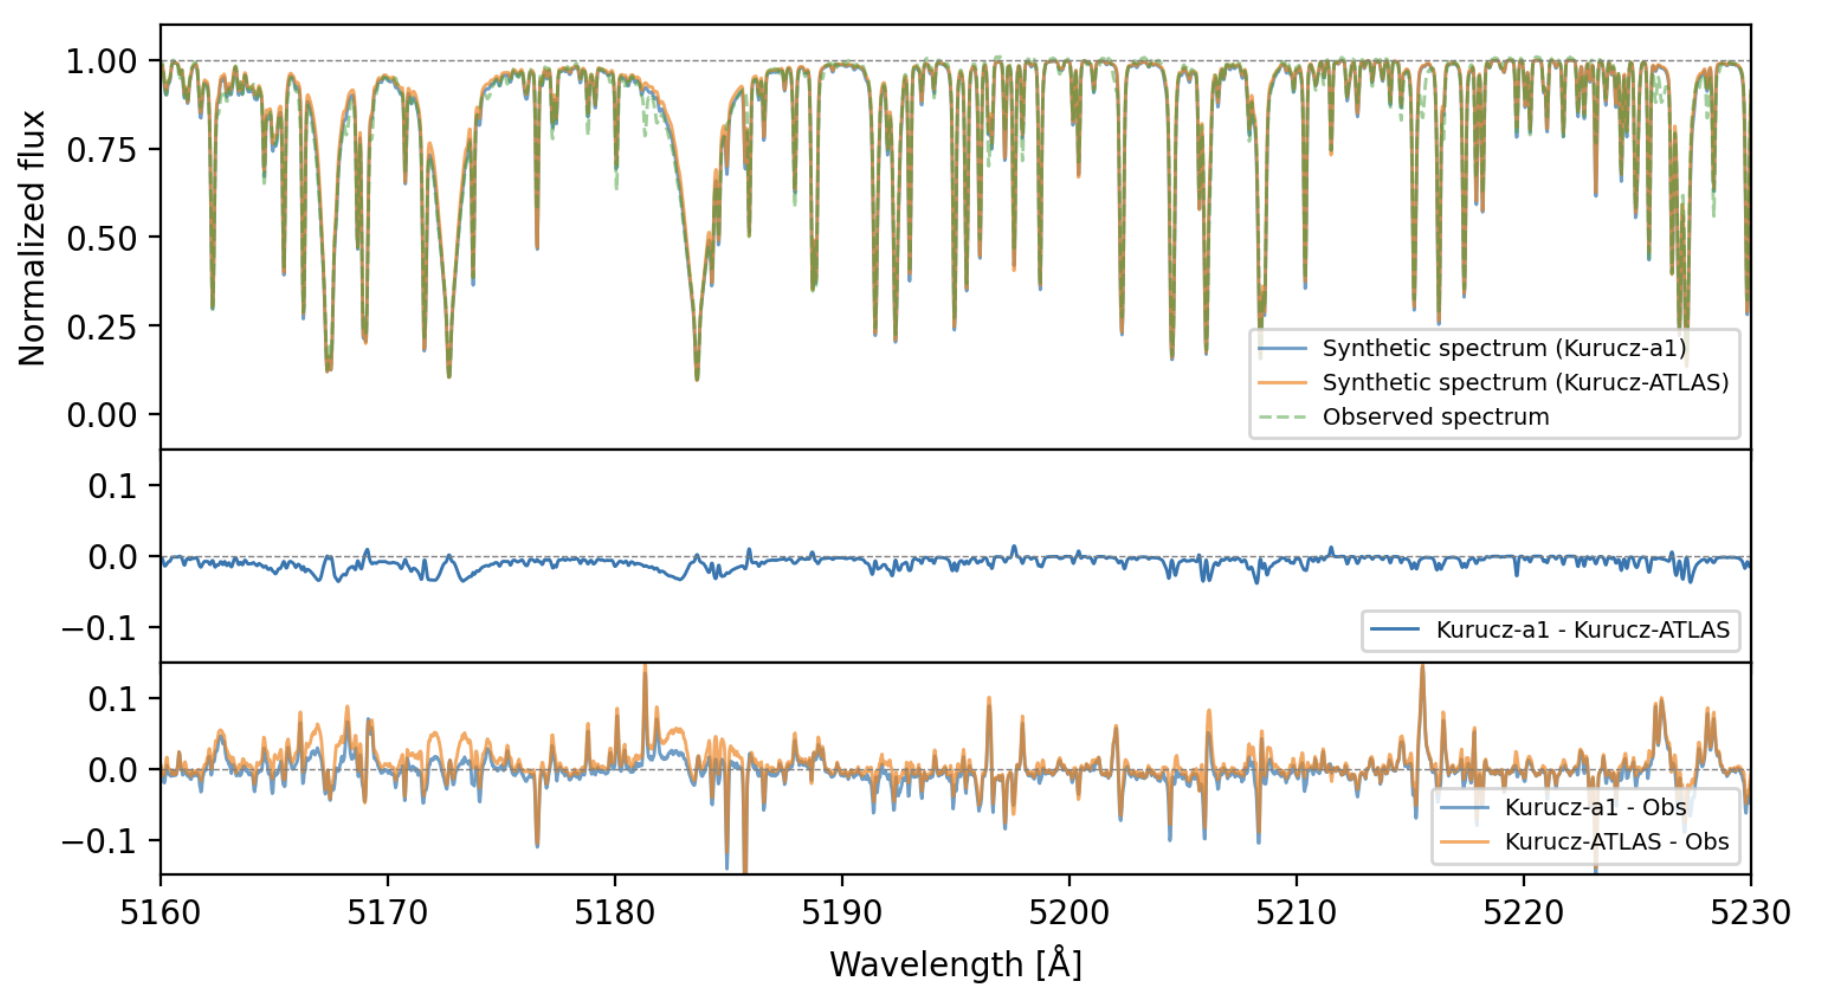 Normalized flux
1.00
0.75
0.50
0.25
0.00
Synthetic spectrum (Kurucz-a1)
Synthetic spectrum (Kurucz-ATLAS)
Observed spectrum
0.1
0.0
−0.1
Kurucz-a1 - Kurucz-ATLAS
0.1
0.0
−0.1
Kurucz-a1 - Obs
Kurucz-ATLAS - Obs
5160 5170 5180 5190 5200 5210 5220 5230
Wavelength [Å]